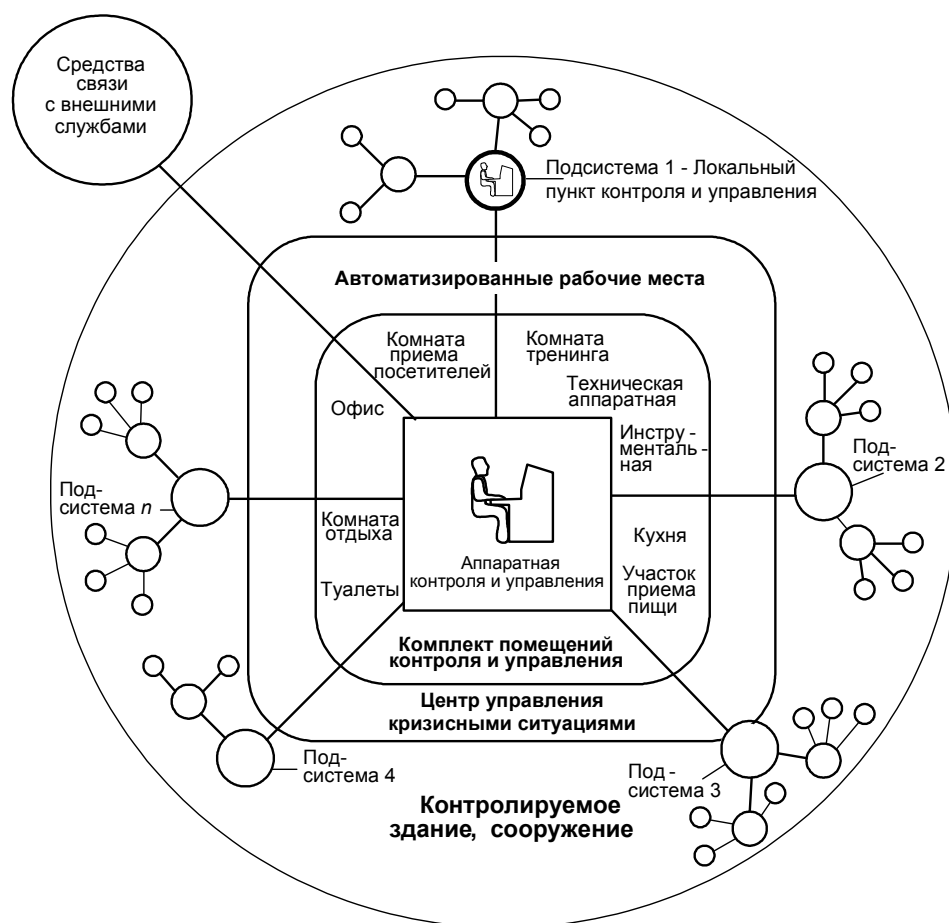 Средства
связи
с внешними
службами
Подсистема 1 - Локальный
пункт контроля и управления
Автоматизированные рабочие места
Комната
приема
посетителей
Комната
тренинга
Техническая
аппаратная
Офис
Инстру -
менталь -
ная
Под-
система 2
Под-
система n
Комната
отдыха
Кухня
Аппаратная
контроля и управления
Туалеты
Участок
приема
пищи
Комплект помещений
контроля и управления
Центр управления
кризисными ситуациями
Под-
система 4
Под -
система 3
Контролируемое
здание, сооружение